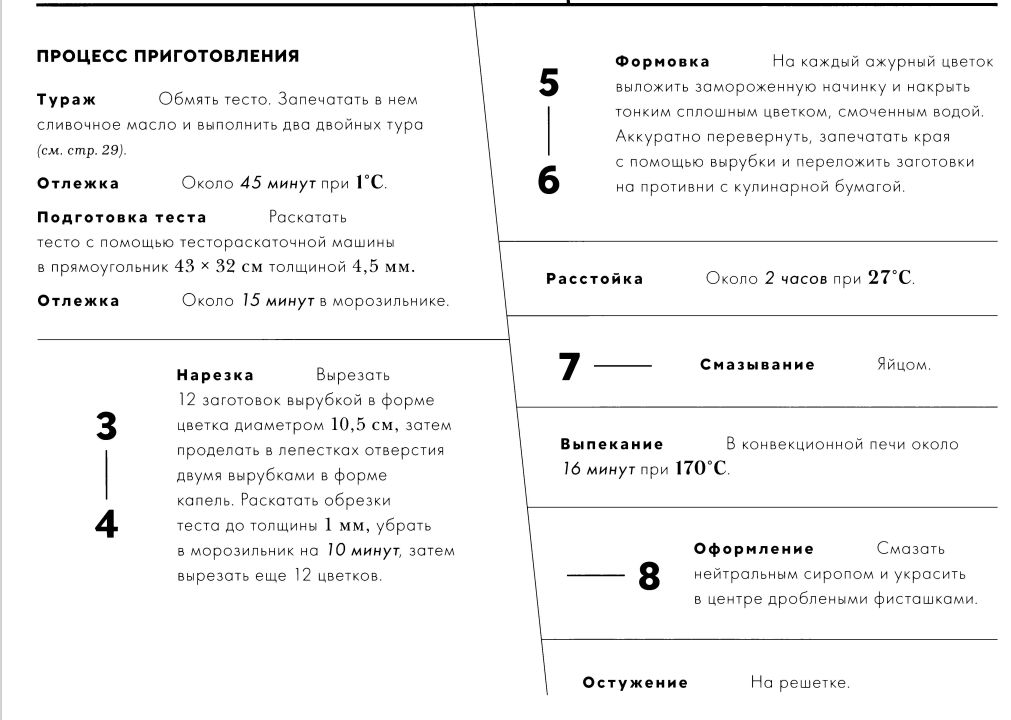 ПРОЦЕСС ПРИГОТОВЛЕНИЯ
Тураж Обмять тесто. Запечатать в нем
сливочное масло и выполнить два двойных тура
(см. стр. 29).
Отлежка Около 45 минут при 1°C.
Подготовка теста Раскатать
тесто с помощью тестораскаточной машины
в прямоугольник 43 × 32 см толщиной 4,5 мм.
Отлежка Около 15 минут в морозильнике.
3
4
Нарезка Вырезать
12 заготовок вырубкой в форме
цветка диаметром 10,5 см, затем
проделать в лепестках отверстия
двумя вырубками в форме
капель. Раскатать обрезки
теста до толщины 1 мм, убрать
в морозильник на 10 минут, затем
вырезать еще 12 цветков.
5
6
Формовка На каждый ажурный цветок
выложить замороженную начинку и накрыть
тонким сплошным цветком, смоченным водой.
Аккуратно перевернуть, запечатать края
с помощью вырубки и переложить заготовки
на противни с кулинарной бумагой.
Расстойка Около 2 часов при 27°C.
7 Смазывание Яйцом.
Выпекание В конвекционной печи около
16 минут при 170°C.
8
Оформление Смазать
нейтральным сиропом и украсить
в центре дроблеными фисташками.
Остужение На решетке.